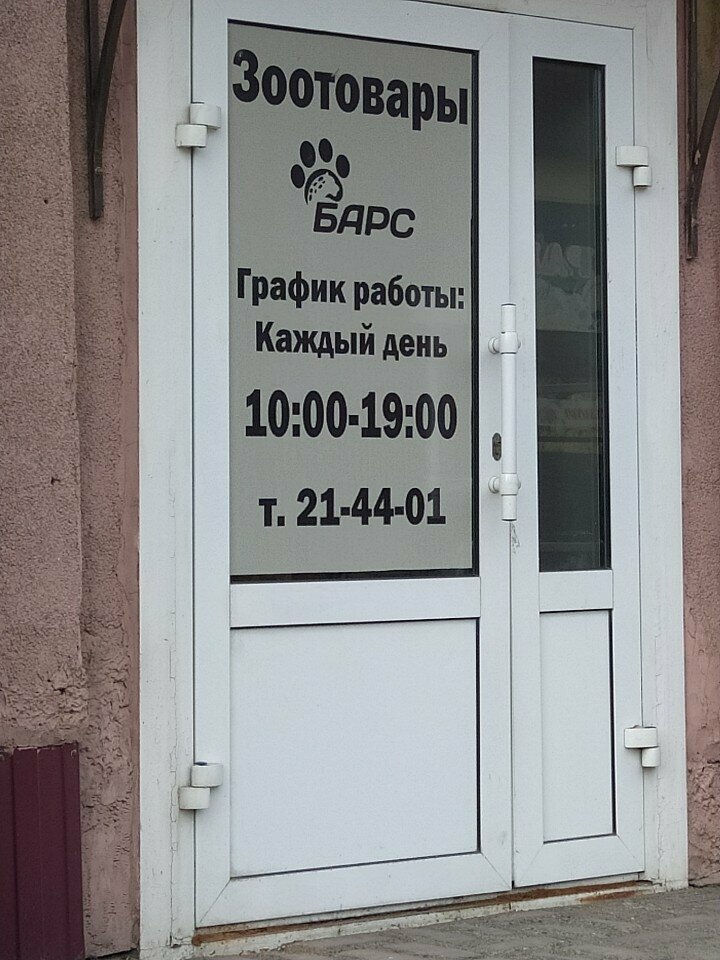 Зоотовары
БАРС
График работы:
Каждый день
10:00-19:00
т. 21-44-01